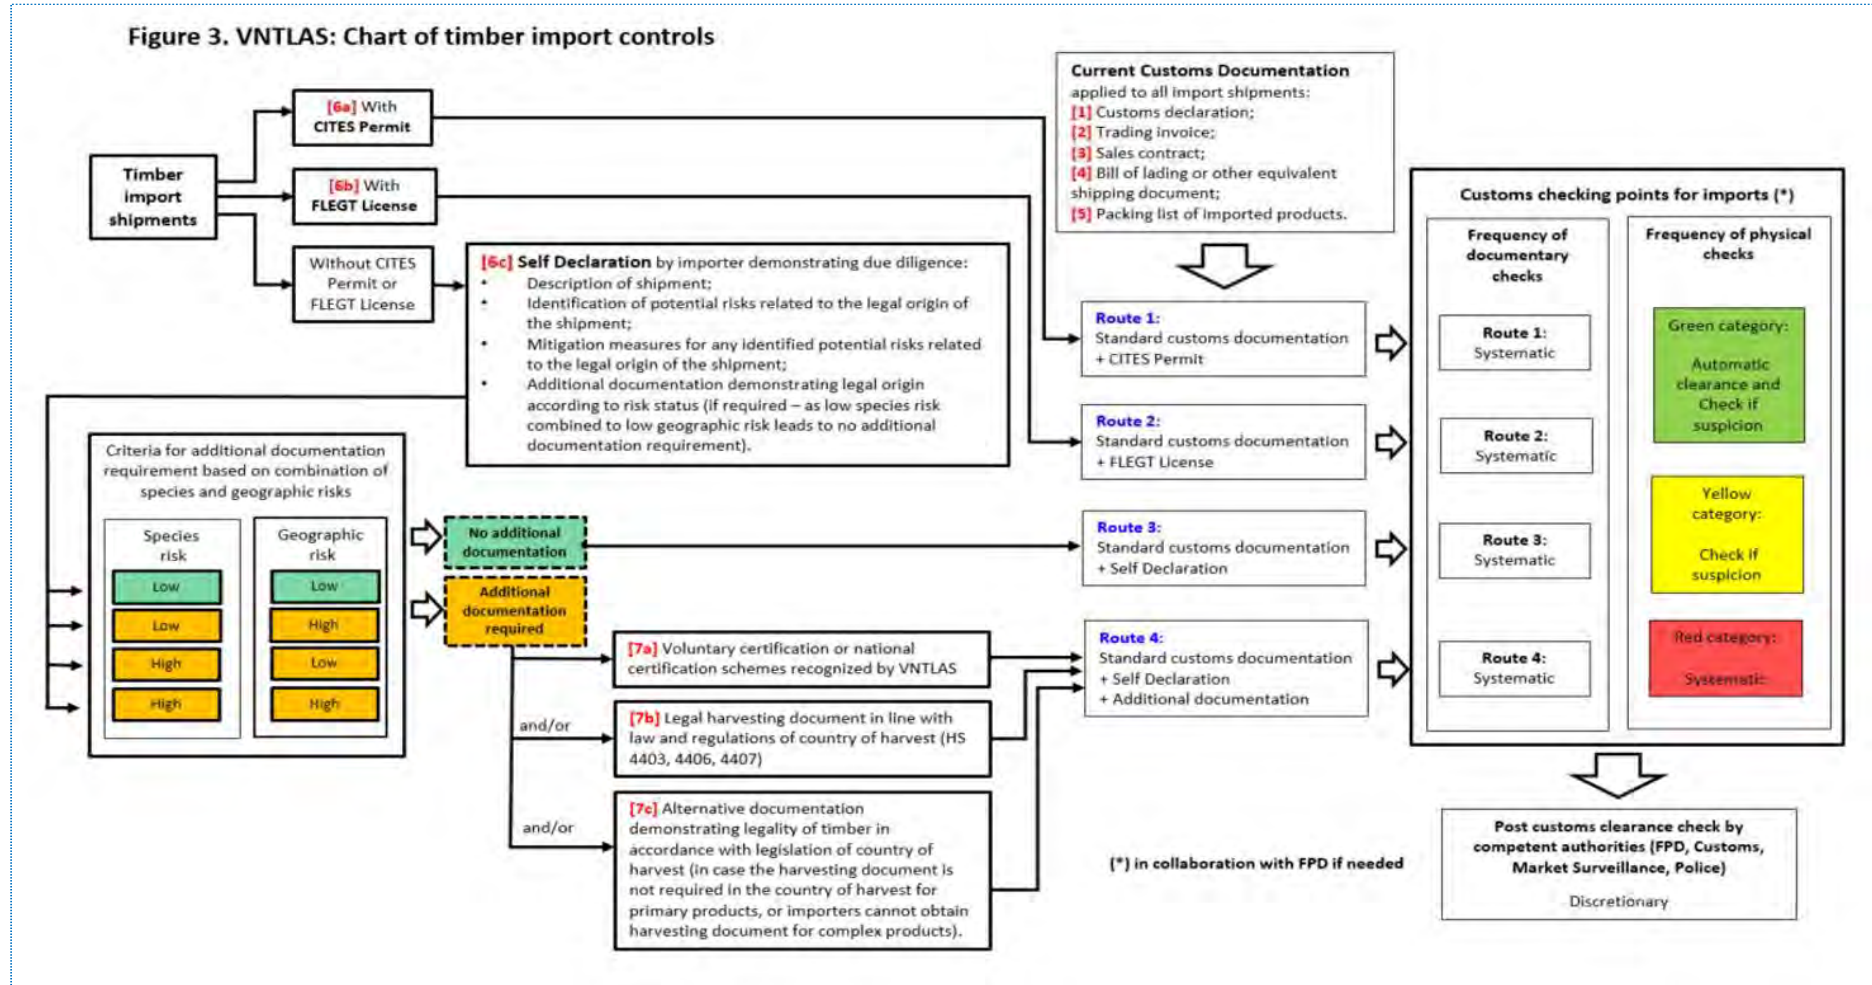 Figure 3. VNTLAS: Chart of timber import controls
Timber
import
shipments
[6a] With
CITES Permit
[6b] With
FLEGT License
Without CITES
Permit or
FLEGT License
[6c] Self Declaration by importer demonstrating due diligence:
• Description of shipment;
• Identification of potential risks related to the legal origin of
the shipment;
• Mitigation measures for any identified potential risks related
to the legal origin of the shipment;
• Additional documentation demonstrating legal origin
according to risk status (if required – as low species risk
combined to low geographic risk leads to no additional
documentation requirement).
Criteria for additional documentation
requirement based on combination of
species and geographic risks
Species
risk
Low
Low
High
High
Geographic
risk
Low
High
Low
High
No additional
documentation
Additional
documentation
required
[7a] Voluntary certification or national
certification schemes recognized by VNTLAS
and/or
[7b] Legal harvesting document in line with
law and regulations of country of harvest (HS
4403, 4406, 4407)
and/or
[7c] Alternative documentation
demonstrating legality of timber in
accordance with legislation of country of
harvest (in case the harvesting document is
not required in the country of harvest for
primary products, or importers cannot obtain
harvesting document for complex products).
Current Customs Documentation
applied to all import shipments:
[1] Customs declaration;
[2] Trading invoice;
[3] Sales contract;
[4] Bill of lading or other equivalent
shipping document;
[5] Packing list of imported products.
Route 1:
Standard customs documentation
+ CITES Permit
Route 2:
Standard customs documentation
+ FLEGT License
Route 3:
Standard customs documentation
+ Self Declaration
Route 4:
Standard customs documentation
+ Self Declaration
+ Additional documentation
Customs checking points for imports (*)
Frequency of
documentary
checks
Route 1:
Systematic
Route 2:
Systematic
Route 3:
Systematic
Route 4:
Systematic
Frequency of physical
checks
Green category:
Automatic
clearance and
Check if
suspicion
Yellow
category:
Check if
suspicion
Red category:
Systematic
(*) in collaboration with FPD if needed
Post customs clearance check by
competent authorities (FPD, Customs,
Market Surveillance, Police)
Discretionary